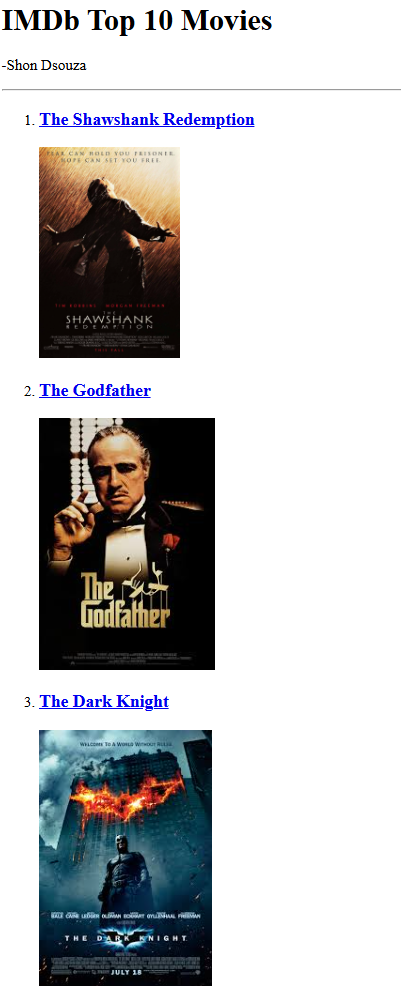 IMDb Top 10 Movies
-Shon Dsouza
1. The Shawshank Redemption
FEAR CAN HOLD YOU PRISONER.
HOPE CAN SET YOU FREE.
TIM ROBBINS MORGAN FREEMAN
THE
SHAWSHANK
REDEMPTION
2. The Godfather
The
Godfather
3. The Dark Knight
WELCOME TO A WORLD WITHOUT RULES
BALE CAINE LEDGER OLDMAN ECKHART GYLLENHAAL FREEMAN
THE DARK KNIGHT
JULY 18